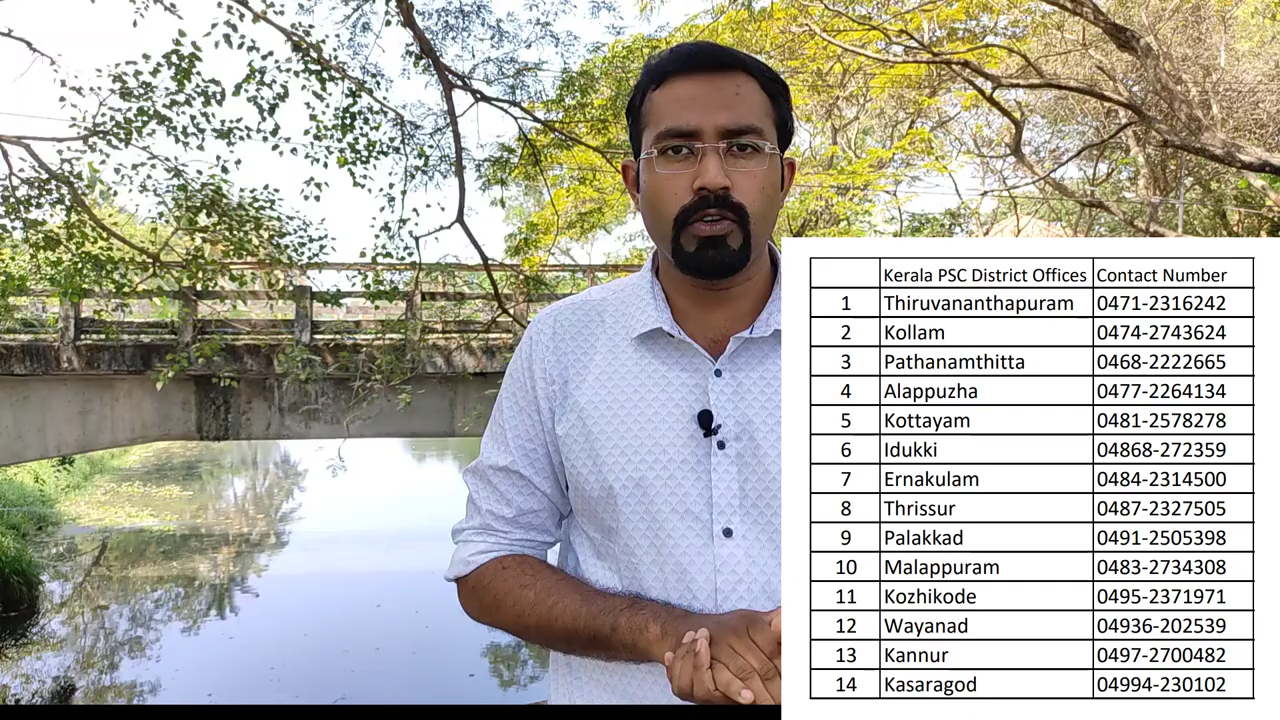 Kerala PSC District Offices Contact Number
1 Thiruvananthapuram 0471-2316242
2 Kollam 0474-2743624
3 Pathanamthitta 0468-2222665
4 Alappuzha 0477-2264134
5 Kottayam 0481-2578278
6 Idukki 04868-272359
7 Ernakulam 0484-2314500
8 Thrissur 0487-2327505
9 Palakkad 0491-2505398
10 Malappuram 0483-2734308
11 Kozhikode 0495-2371971
12 Wayanad 04936-202539
13 Kannur 0497-2700482
14 Kasaragod 04994-230102